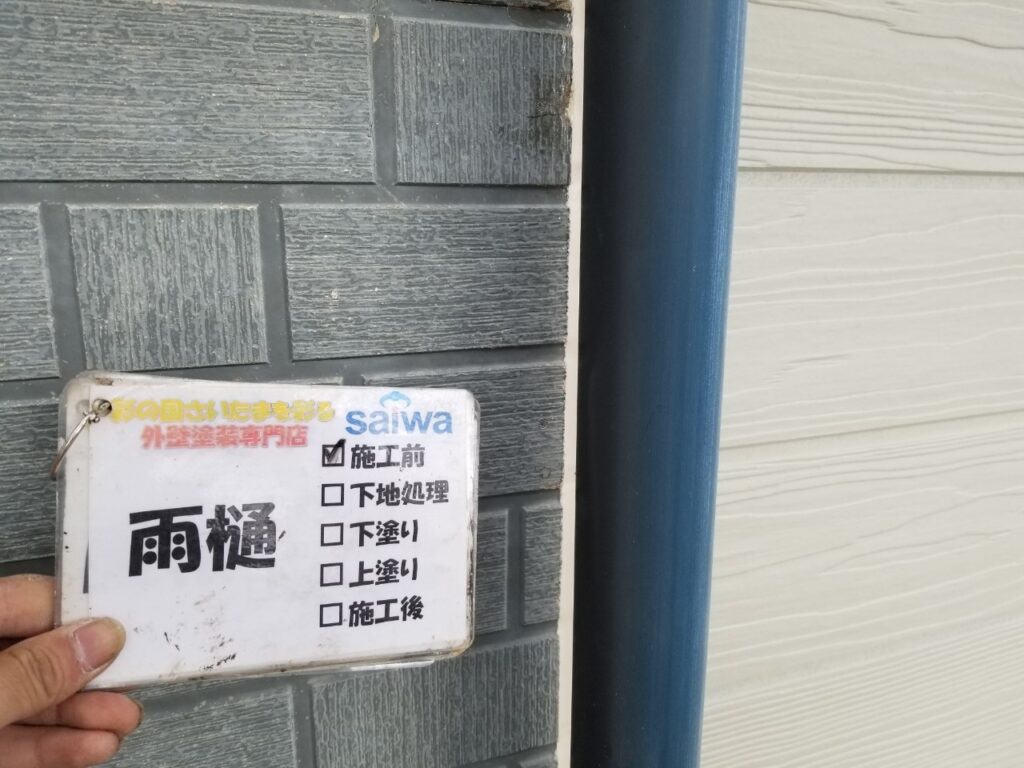 彩の国さいたまを彩る
外壁塗装専門店
saiwa
雨樋
施工前
下地処理
下塗り
上塗り
施工後